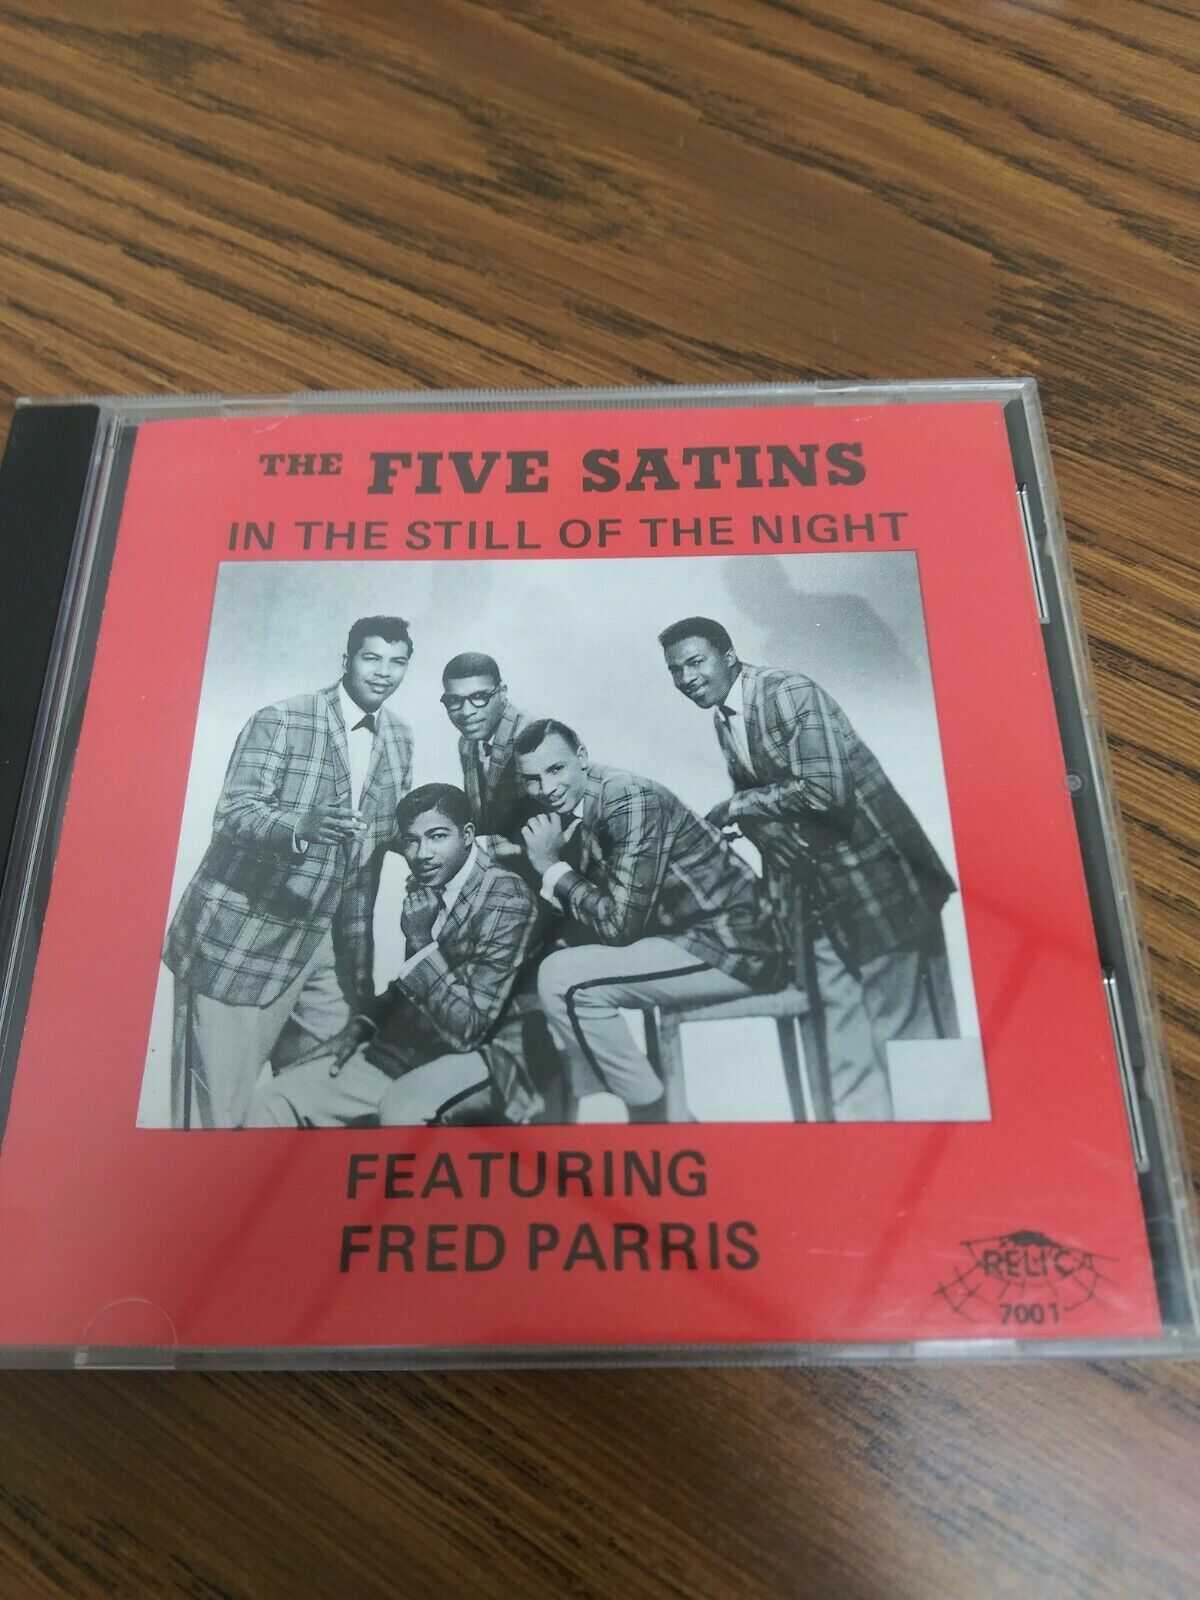 THE FIVE SATINS
IN THE STILL OF THE NIGHT
FEATURING
FRED PARRIS
RELIC
7001